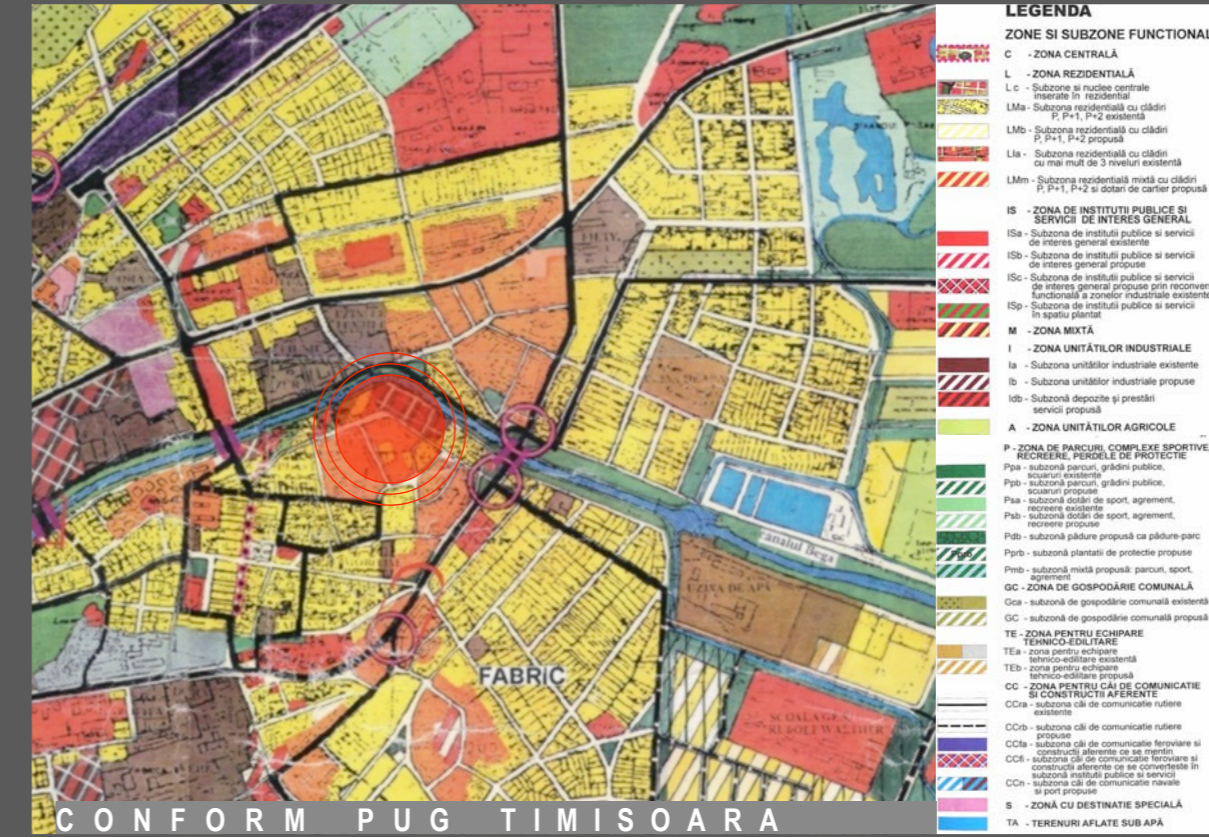 LEGENDA
ZONE SI SUBZONE FUNCTIONAL
C - ZONA CENTRALĂ
L - ZONA REZIDENTIALĂ
L c - Subzone si nuclee centrale
inserate în rezidential
LMa - Subzona rezidentială cu clădiri
P, P+1, P+2 existentă
LMb - Subzona rezidentială cu clădiri
P, P+1, P+2 propusă
LIa - Subzona rezidentială cu clădiri
cu mai mult de 3 niveluri existentă
LMm - Subzona rezidentială mixtă cu clădiri
P, P+1, P+2 si dotari de cartier propusă
IS - ZONA DE INSTITUTII PUBLICE SI
SERVICII DE INTERES GENERAL
ISa - Subzona de institutii publice si servicii
de interes general existente
ISb - Subzona de institutii publice si servicii
de interes general propuse
ISc - Subzona de institutii publice si servicii
de interes general propuse prin reconver
functională a zonelor industriale existente
ISp - Subzona de institutii publice si servicii
în spatiu plantat
M - ZONA MIXTĂ
I - ZONA UNITĂTILOR INDUSTRIALE
Ia - Subzona unitătilor industriale existente
Ib - Subzona unitătilor industriale propuse
Idb - Subzonă depozite şi prestări
servicii propusă
A - ZONA UNITĂTILOR AGRICOLE
P - ZONA DE PARCURI, COMPLEXE SPORTIVE,
RECREERE, PERDELE DE PROTECTIE
Ppa - subzonă parcuri, grădini publice,
scuaruri existente
Ppb - subzonă parcuri, grădini publice,
scuaruri propuse
Psa - subzonă dotări de sport, agrement,
recreere existente
Psb - subzonă dotări de sport, agrement,
recreere propuse
Pdb - subzonă pădure propusă ca pădure-parc
Pprb - subzonă plantatii de protectie propuse
Pmb - subzonă mixtă propusă: parcuri, sport,
agrement
GC - ZONA DE GOSPODĂRIE COMUNALĂ
Gca - subzonă de gospodărie comunală existentă
GC - subzonă de gospodărie comunală propusă
TE - ZONA PENTRU ECHIPARE
TEHNICO-EDILITARE
TEa - zona pentru echipare
tehnico-edilitare existentă
TEb - zona pentru echipare
tehnico-edilitare propusă
CC - ZONA PENTRU CĂI DE COMUNICATIE
SI CONSTRUCTII AFERENTE
CCra - subzona căi de comunicatie rutiere
existente
CCrb - subzona căi de comunicatie rutiere
propuse
CCfa - subzona căi de comunicatie feroviare si
constructii aferente ce se mentin
CCfi - subzona căi de comunicatie feroviare si
constructii aferente ce se converteste în
subzonă institutii publice si servicii
CCn - subzona căi de comunicatie navale
si port propuse
S - ZONĂ CU DESTINATIE SPECIALĂ
TA - TERENURI AFLATE SUB APĂ
canalul Bega
UZINA DE APĂ
FABRIC
SCOALA GEN.
RUDOLF WALTHER
CONFORM PUG TIMISOARA